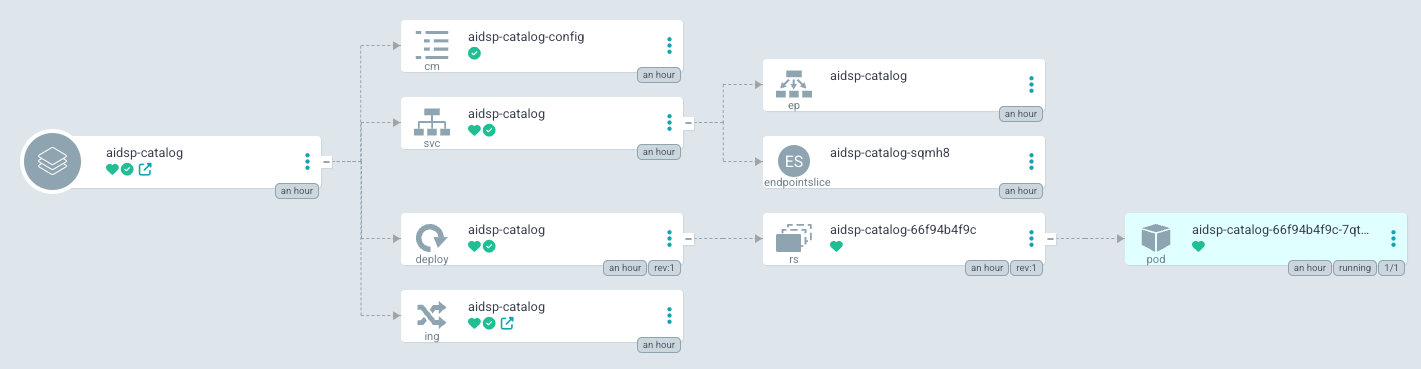 aidsp-catalog
an hour
aidsp-catalog-config
cm
an hour
aidsp-catalog
svc
an hour
aidsp-catalog
ep
an hour
ES
aidsp-catalog-sqmh8
endpointslice
an hour
aidsp-catalog
deploy
an hour rev:1
aidsp-catalog-66f94b4f9c
rs
an hour rev:1
aidsp-catalog-66f94b4f9c-7qt...
pod
an hour running 1/1
aidsp-catalog
ing
an hour